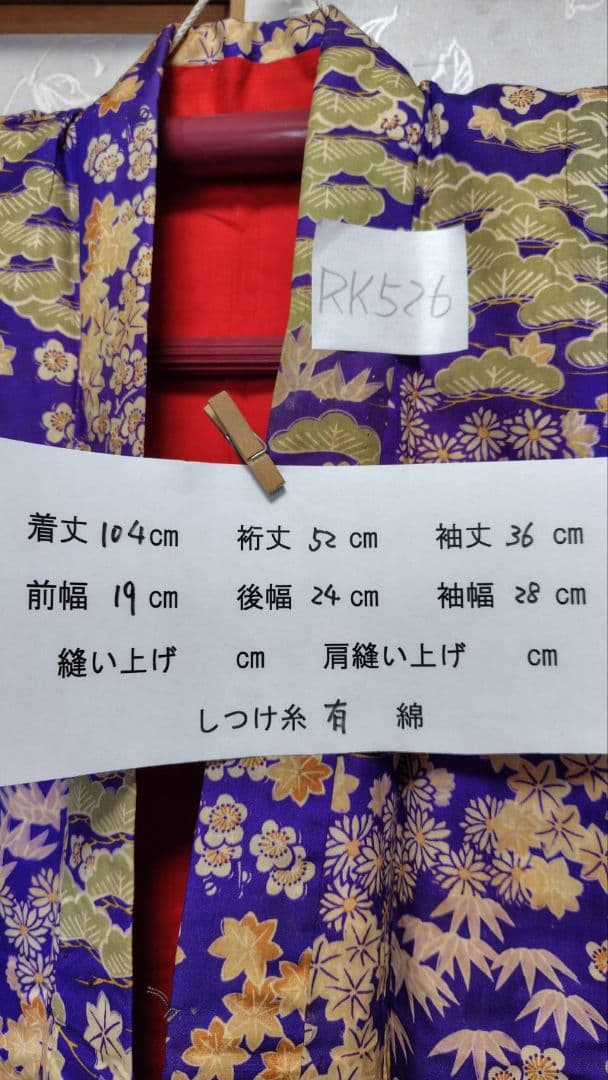 RK526
着丈 104cm 裄丈 52 cm 袖丈 36 cm
前幅 19 cm 後幅 24 cm 袖幅 28 cm
縫い上げ cm 肩縫い上げ cm
しつけ糸 有 綿